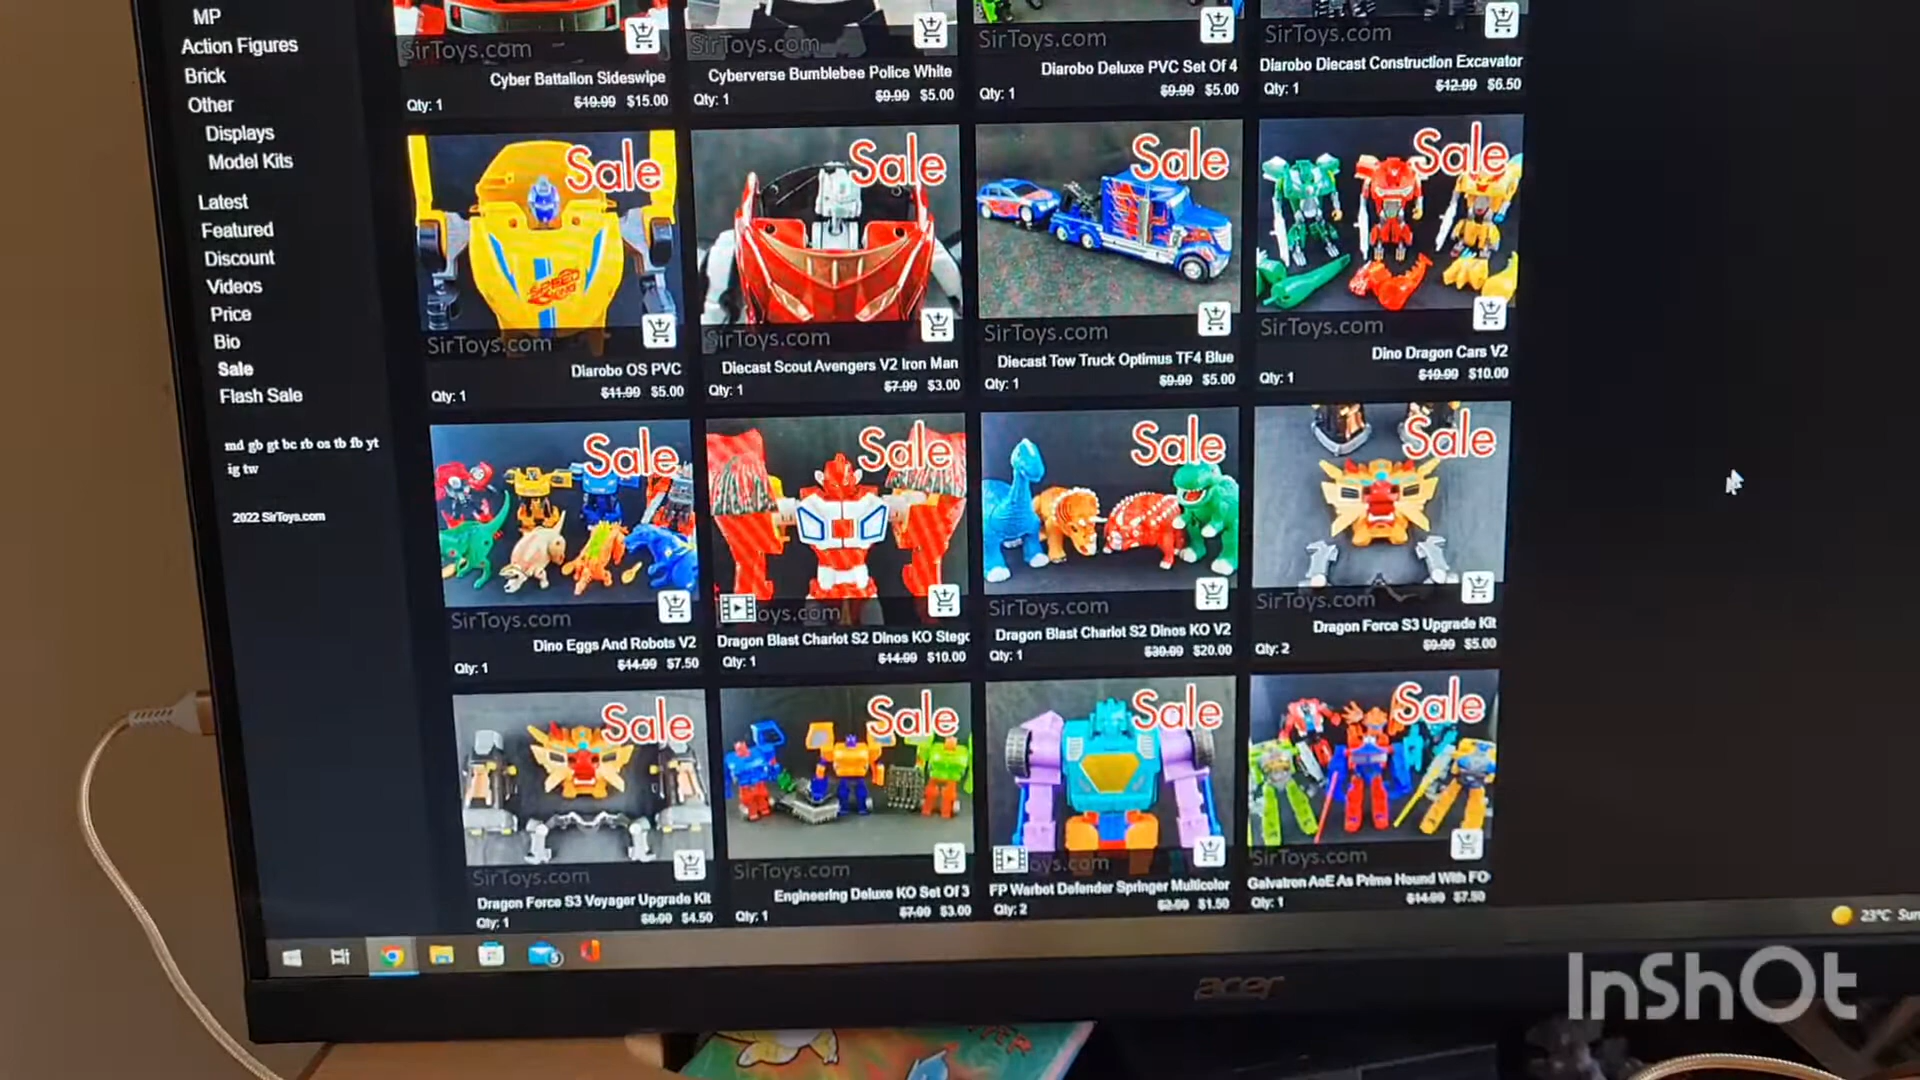 MP
Action Figures
Brick
Other
Displays
Model Kits
Latest
Featured
Discount
Videos
Price
Bio
Sale
Flash Sale
md gb gt bc rb os tb fb yt
ig tw
2022 SirToys.com
SirToys.com
Cyber Battalion Sideswipe
Qty: 1 $19.99 $15.00
SirToys.com
Cyberverse Bumblebee Police White
Qty: 1 $9.99 $5.00
SirToys.com
Diarobo Deluxe PVC Set Of 4
Qty: 1 $9.99 $5.00
SirToys.com
Diarobo Diecast Construction Excavator
Qty: 1 $12.99 $6.50
Sale
SirToys.com
Diarobo OS PVC
Qty: 1 $11.99 $5.00
Sale
SirToys.com
Diecast Scout Avengers V2 Iron Man
Qty: 1 $7.99 $3.00
Sale
SirToys.com
Diecast Tow Truck Optimus TF4 Blue
Qty: 1 $9.99 $5.00
Sale
SirToys.com
Dino Dragon Cars V2
Qty: 1 $19.99 $10.00
Sale
SirToys.com
Dino Eggs And Robots V2
Qty: 1 $14.99 $7.50
Sale
oys.com
Dragon Blast Chariot S2 Dinos KO Stego
Qty: 1 $14.99 $10.00
Sale
SirToys.com
Dragon Blast Chariot S2 Dinos KO V2
Qty: 1 $39.99 $20.00
Sale
SirToys.com
Dragon Force S3 Upgrade Kit
Qty: 2 $9.99 $5.00
Sale
SirToys.com
Dragon Force S3 Voyager Upgrade Kit
Qty: 1 $8.99 $4.50
Sale
SirToys.com
Engineering Deluxe KO Set Of 3
Qty: 1 $7.99 $3.00
Sale
oys.com
FP Warbot Defender Springer Multicolor
Qty: 2 $2.99 $1.50
Sale
SirToys.com
Galvatron AoE As Prime Hound With FO
Qty: 1 $14.99 $7.50
5
23°C Sun
acer
InShOt